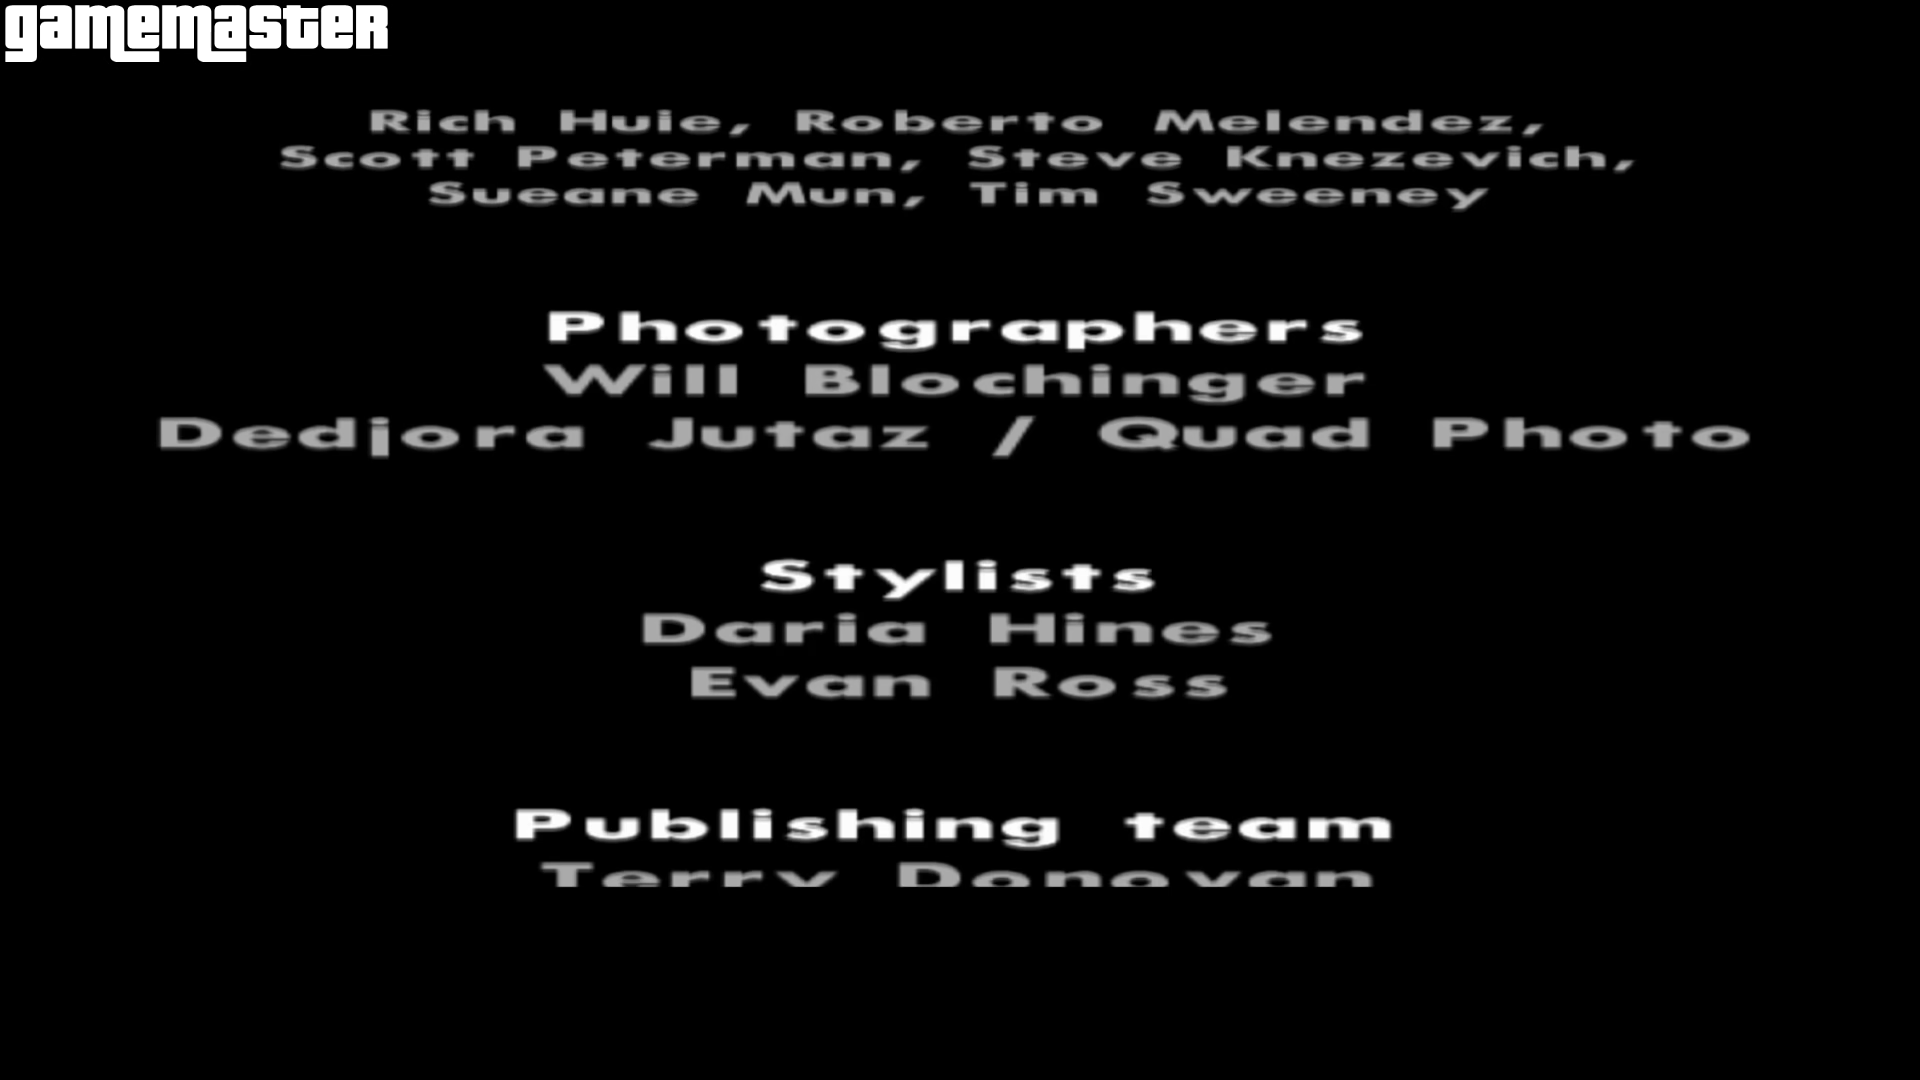 gamemaster
Rich Huie, Roberto Melendez,
Scott Peterman, Steve Knezevich,
Sueane Mun, Tim Sweeney
Photographers
Will Blochinger
Dedjora Jutaz / Quad Photo
Stylists
Daria Hines
Evan Ross
Publishing team
Terry Donovan